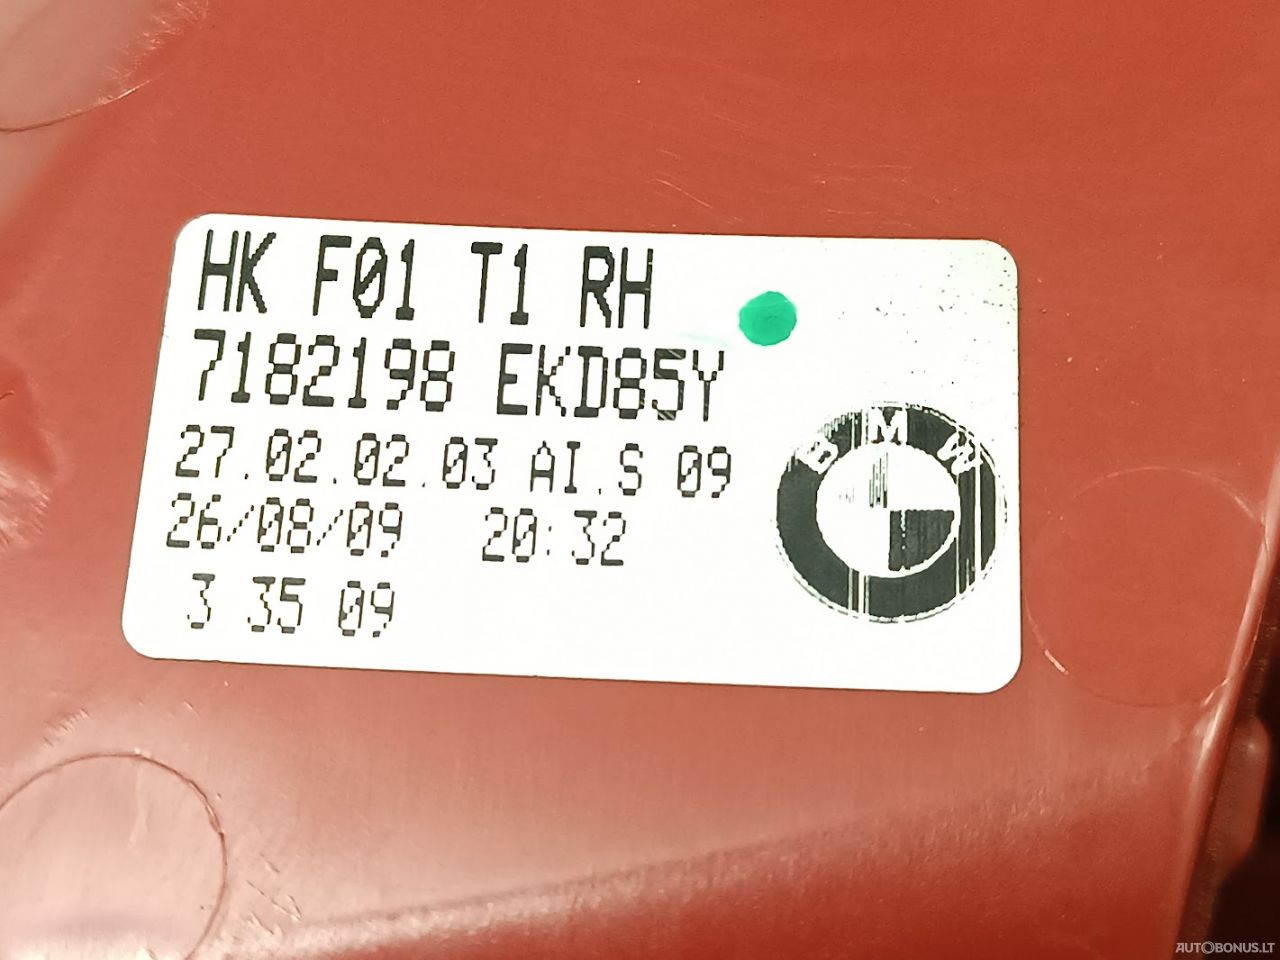 HK F01 T1 RH
7182198 EKD85Y
27.02.02.03 AI.S 09
26/08/09 20:32
3 35 09
BMW
AUTOBONUS.LT